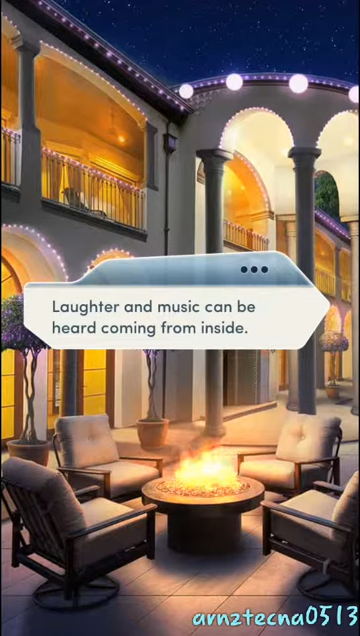 Laughter and music can be
heard coming from inside.
arnztecna0513